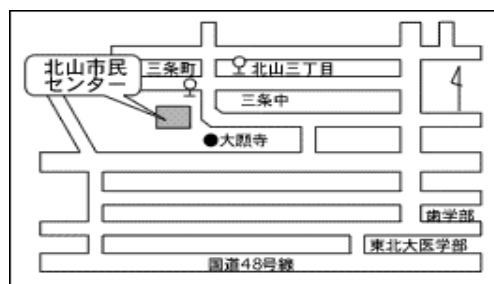 北山市民
センター
三条町
北山三丁目
三条中
大願寺
歯学部
東北大医学部
国道48号線